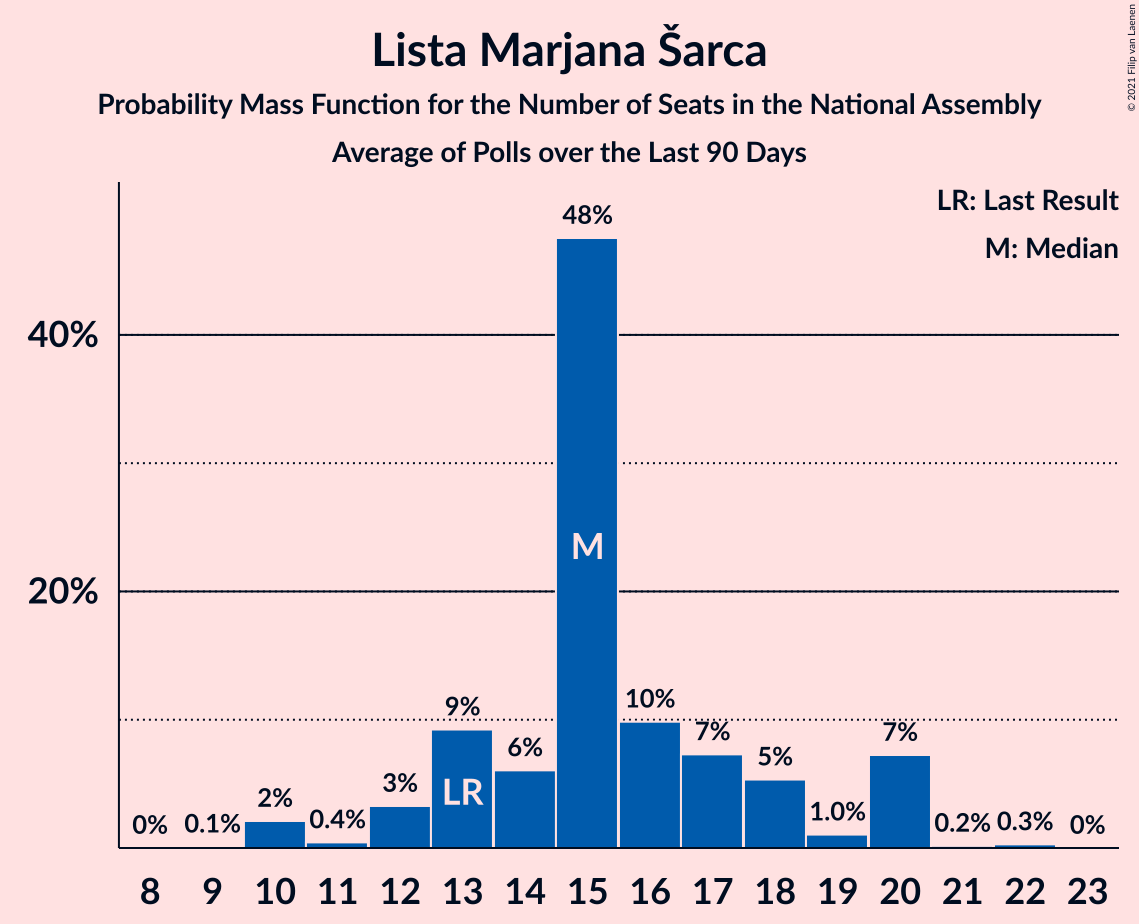 Lista Marjana Šarca
Probability Mass Function for the Number of Seats in the National Assembly
Average of Polls over the Last 90 Days
© 2021 Filip van Laenen
LR: Last Result
M: Median
40%
20%
0%
0.1%
2%
0.4%
3%
9%
6%
48%
10%
7%
5%
1.0%
7%
0.2%
0.3%
0%
LR
M
8 9 10 11 12 13 14 15 16 17 18 19 20 21 22 23